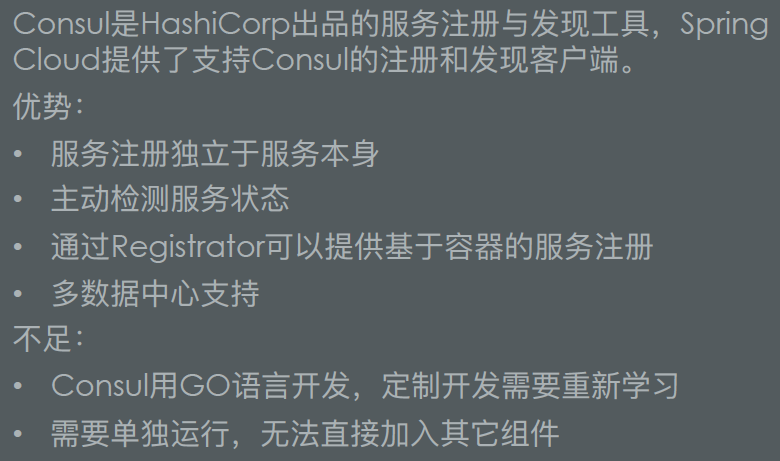 Consul是HashiCorp出品的服务注册与发现工具，Spring
Cloud提供了支持Consul的注册和发现客户端。
优势：
• 服务注册独立于服务本身
• 主动检测服务状态
• 通过Registrator可以提供基于容器的服务注册
• 多数据中心支持
不足：
• Consul用GO语言开发，定制开发需要重新学习
• 需要单独运行，无法直接加入其它组件